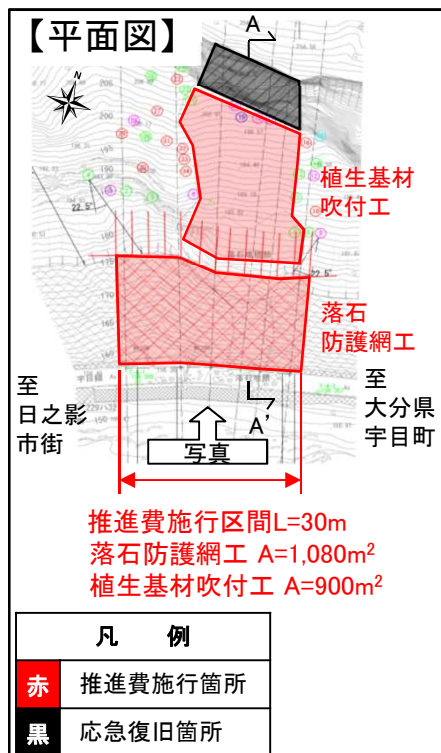 【平面図】
A
N
植生基材
吹付工
22.5°
22.5°
落石
防護網工
至
日之影
市街
至
大分県
宇目町
A'
写真
推進費施行区間L=30m
落石防護網工 A=1,080m²
植生基材吹付工 A=900m²
凡 例
赤 推進費施行箇所
黒 応急復旧箇所